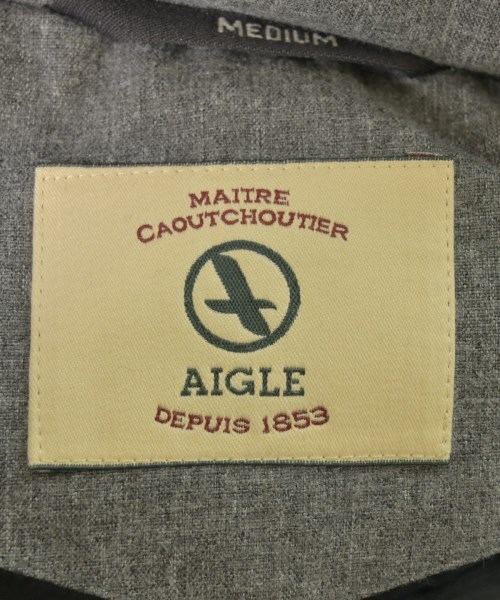 MEDIUM
MAITRE
CAOUTCHOUTIER
AIGLE
DEPUIS 1853